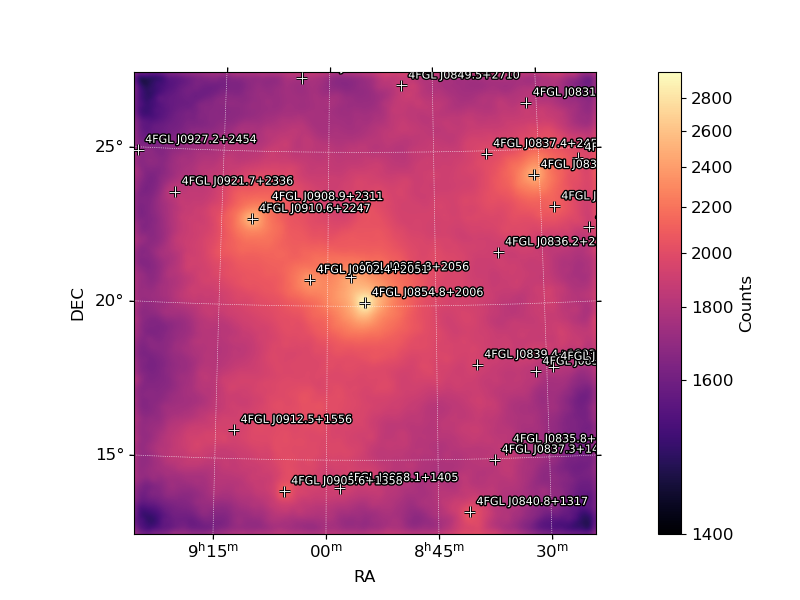 4FGL J0849.5+2710
4FGL J0831
4FGL J0927.2+2454
4FGL J0837.4+24
4FGL J083
4FGL J0921.7+2336
4FGL J0908.9+2311
4FGL J0910.6+2247
4FGL J
4FGL J0836.2+2
4FGL J0902.4+2051
+2056
4FGL J0854.8+2006
4FGL J0839.4
4FGL J0912.5+1556
4FGL J0835.8+
4FGL J0837.3+14
4FGL J0905.6+1358
+1405
4FGL J0840.8+1317
25°
20°
15°
DEC
9ʰ15ᵐ 00ᵐ 8ʰ45ᵐ 30ᵐ
RA
2800
2600
2400
2200
2000
1800
1600
1400
Counts